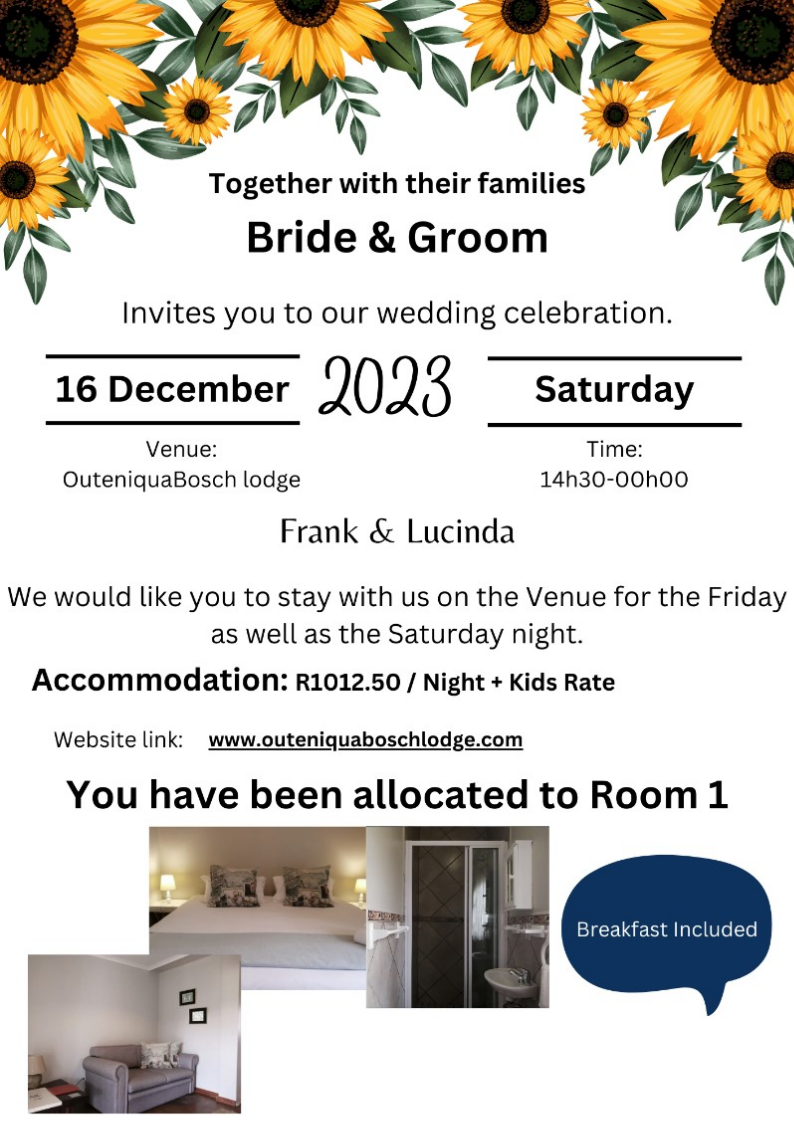 Together with their families
Bride & Groom
Invites you to our wedding celebration.
16 December 2023 Saturday
Venue:
OuteniquaBosch lodge
Time:
14h30-00h00
Frank & Lucinda
We would like you to stay with us on the Venue for the Friday
as well as the Saturday night.
Accommodation: R1012.50 / Night + Kids Rate
Website link: www.outeniquaboschlodge.com
You have been allocated to Room 1
Breakfast Included